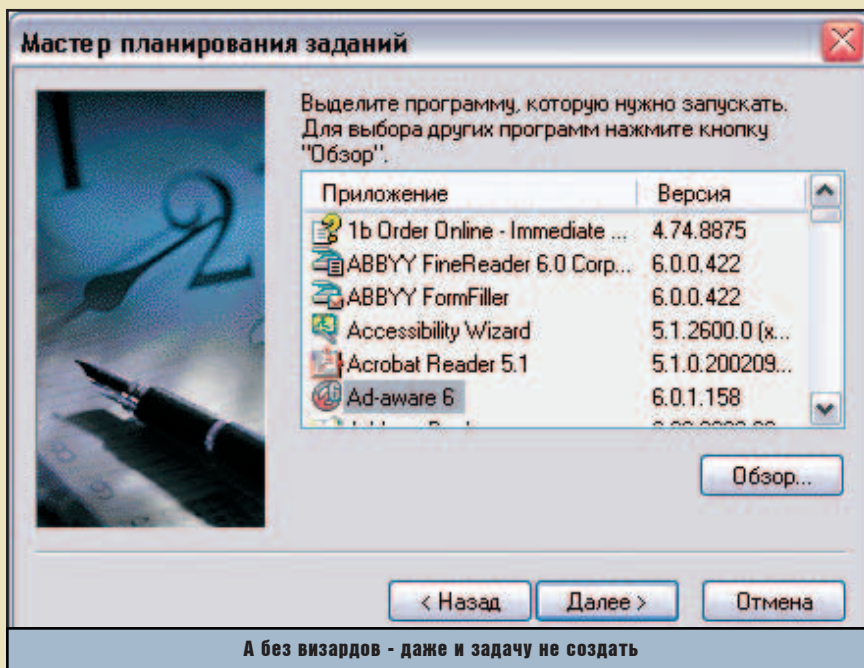 Мастер планирования заданий
Выделите программу, которую нужно запускать.
Для выбора других программ нажмите кнопку
"Обзор".
Приложение Версия
1b Order Online - Immediate ... 4.74.8875
ABBYY FineReader 6.0 Corp... 6.0.0.422
ABBYY FormFiller 6.0.0.422
Accessibility Wizard 5.1.2600.0 (x...
Acrobat Reader 5.1 5.1.0.200209...
Ad-aware 6 6.0.1.158
Обзор...
< Назад Далее > Отмена
А без визардов - даже и задачу не создать